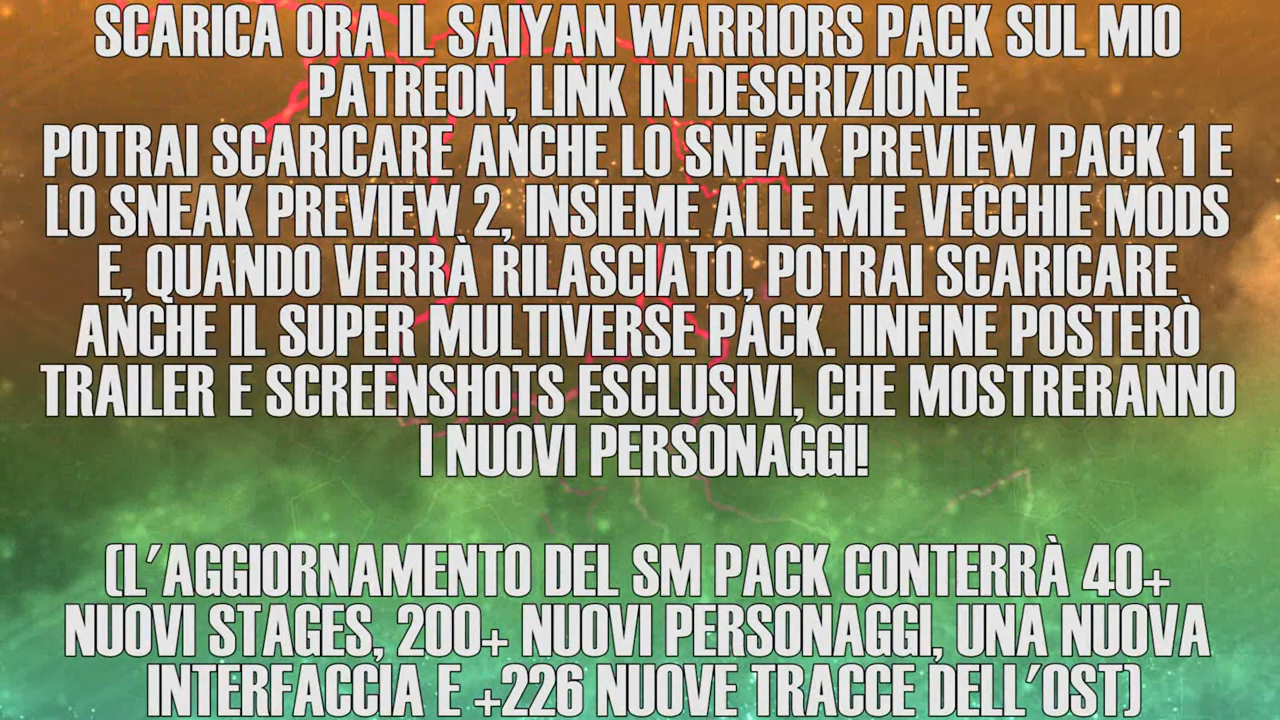 SCARICA ORA IL SAIYAN WARRIORS PACK SUL MIO
PATREON, LINK IN DESCRIZIONE.
POTRAI SCARICARE ANCHE LO SNEAK PREVIEW PACK 1 E
LO SNEAK PREVIEW 2, INSIEME ALLE MIE VECCHIE MODS
E, QUANDO VERRÀ RILASCIATO, POTRAI SCARICARE
ANCHE IL SUPER MULTIVERSE PACK. IINFINE POSTERÒ
TRAILER E SCREENSHOTS ESCLUSIVI, CHE MOSTRERANNO
I NUOVI PERSONAGGI!
(L'AGGIORNAMENTO DEL SM PACK CONTERRÀ 40+
NUOVI STAGES, 200+ NUOVI PERSONAGGI, UNA NUOVA
INTERFACCIA E +226 NUOVE TRACCE DELL'OST)